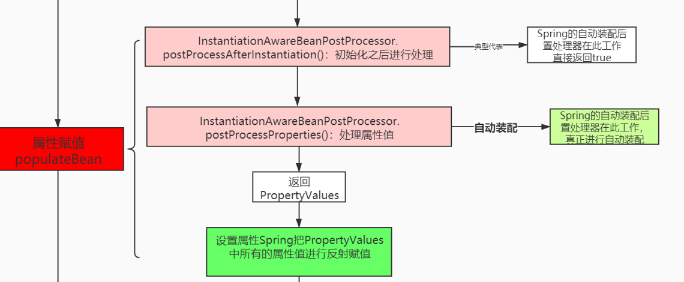 InstantiationAwareBeanPostProcessor.
postProcessAfterInstantiation()：初始化之后进行处理
典型代表
Spring的自动装配后
置处理器在此工作
直接返回true
属性赋值
populateBean
InstantiationAwareBeanPostProcessor.
postProcessProperties()：处理属性值
自动装配
Spring的自动装配后
置处理器在此工作，
真正进行自动装配
返回
PropertyValues
设置属性Spring把PropertyValues
中所有的属性值进行反射赋值